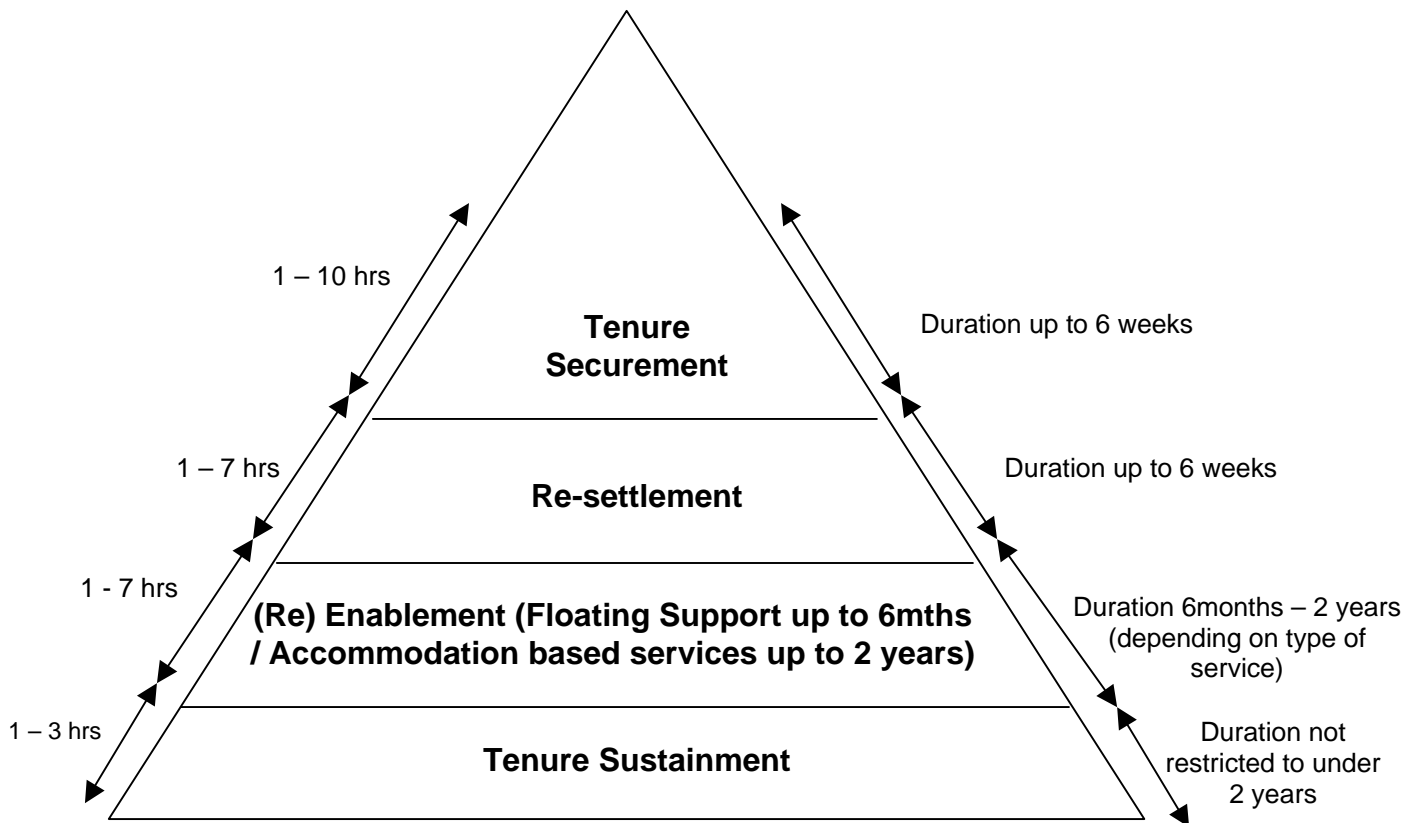 1 – 10 hrs
Tenure
Securement
Duration up to 6 weeks
1 – 7 hrs
Re-settlement
Duration up to 6 weeks
1 - 7 hrs
(Re) Enablement (Floating Support up to 6mths
/ Accommodation based services up to 2 years)
Duration 6months – 2 years
(depending on type of
service)
1 – 3 hrs
Tenure Sustainment
Duration not
restricted to under
2 years